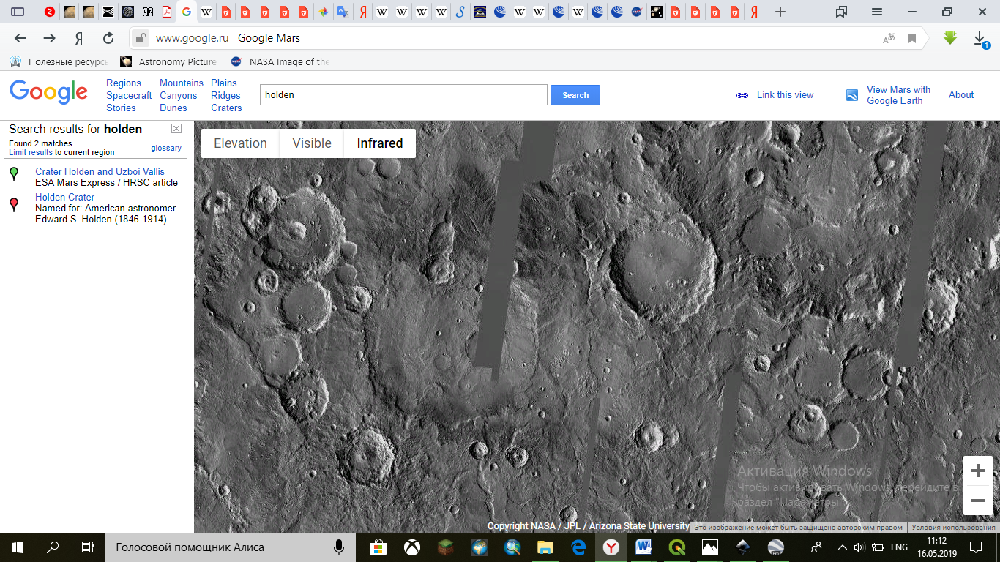 www.google.ru Google Mars
1
Полезные ресурс
Astronomy Picture
NASA Image of the
Google
Regions Mountains Plains
Spacecraft Canyons Ridges
Stories Dunes Craters
holden
Search
Link this view
View Mars with
Google Earth
About
Search results for holden
Found 2 matches
Limit results to current region
glossary
Crater Holden and Uzboi Vallis
ESA Mars Express / HRSC article
Holden Crater
Named for: American astronomer
Edward S. Holden (1846-1914)
Elevation Visible Infrared
Активация Windows
Чтобы активировать Windows, перейдите в
раздел "Параметры".
Copyright NASA / JPL / Arizona State University
Это изображение может быть защищено авторским правом
Условия использования
Голосовой помощник Алиса
ENG
11:12
16.05.2019